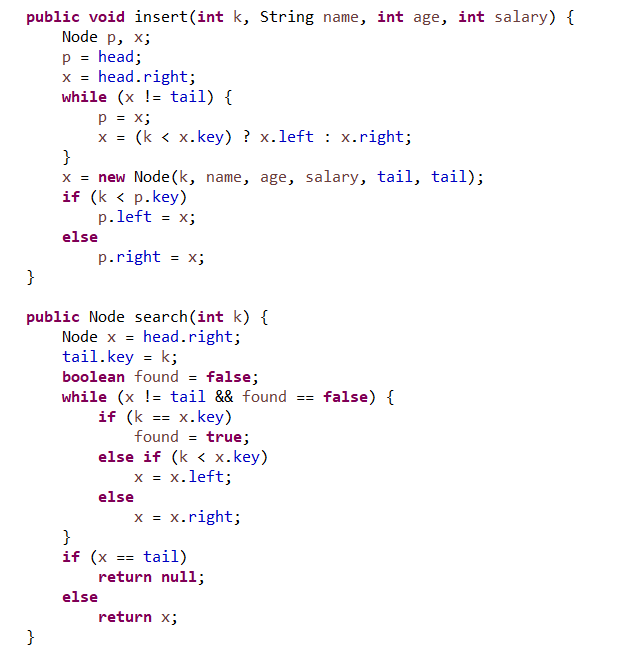 public void insert(int k, String name, int age, int salary) {
    Node p, x;
    p = head;
    x = head.right;
    while (x != tail) {
        p = x;
        x = (k < x.key) ? x.left : x.right;
    }
    x = new Node(k, name, age, salary, tail, tail);
    if (k < p.key)
        p.left = x;
    else
        p.right = x;
}

public Node search(int k) {
    Node x = head.right;
    tail.key = k;
    boolean found = false;
    while (x != tail && found == false) {
        if (k == x.key)
            found = true;
        else if (k < x.key)
            x = x.left;
        else
            x = x.right;
    }
    if (x == tail)
        return null;
    else
        return x;
}